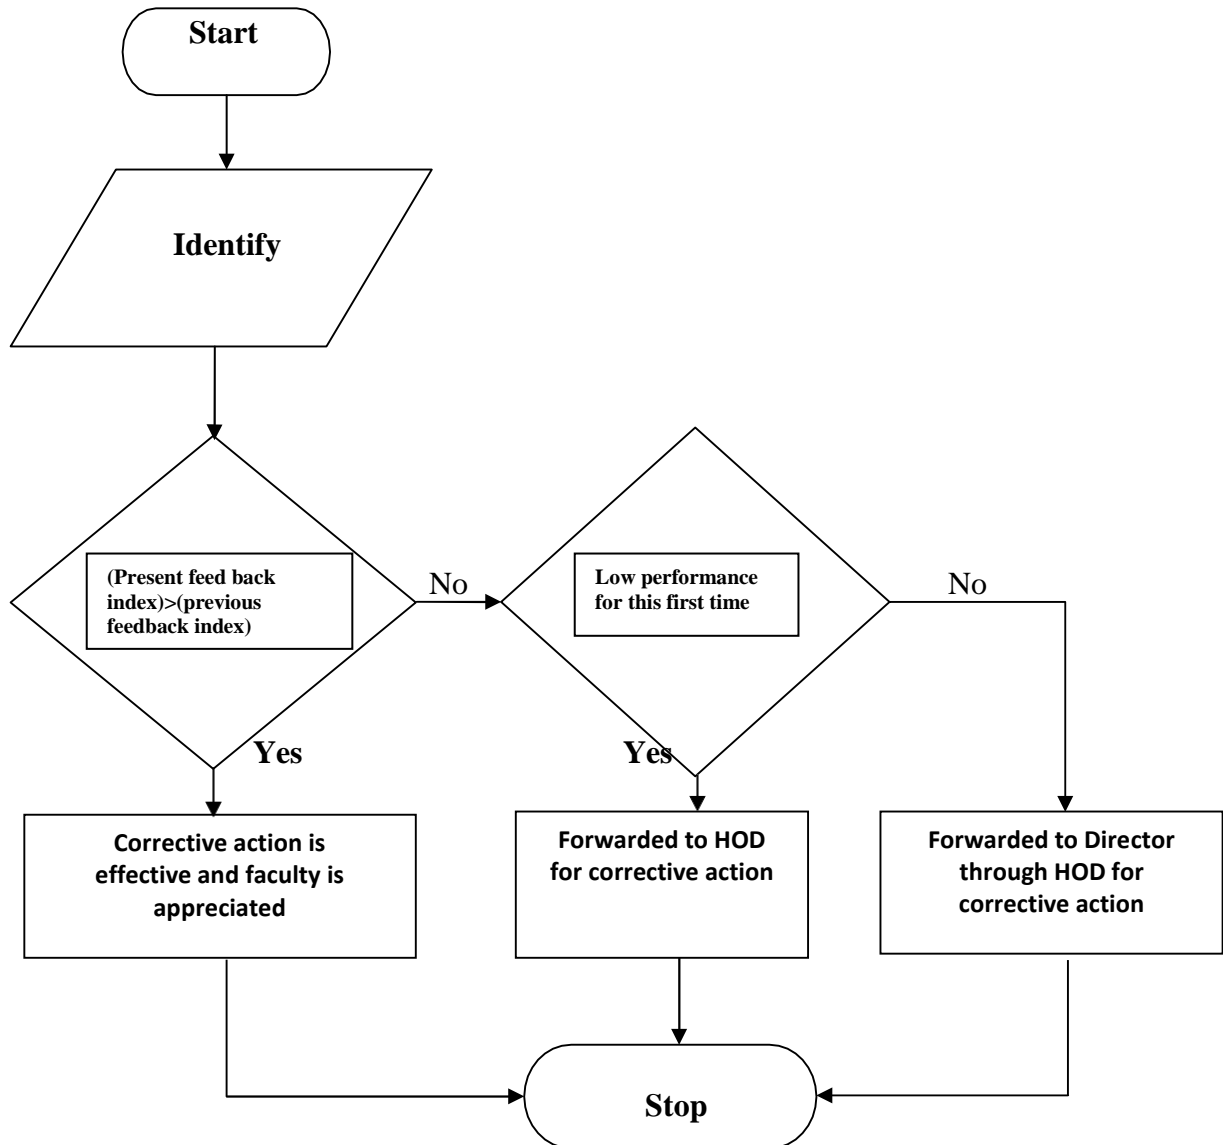 Start
Identify
(Present feed back
index)>(previous
feedback index)
No
Low performance
for this first time
No
Yes
Yes
Corrective action is
effective and faculty is
appreciated
Forwarded to HOD
for corrective action
Forwarded to Director
through HOD for
corrective action
Stop